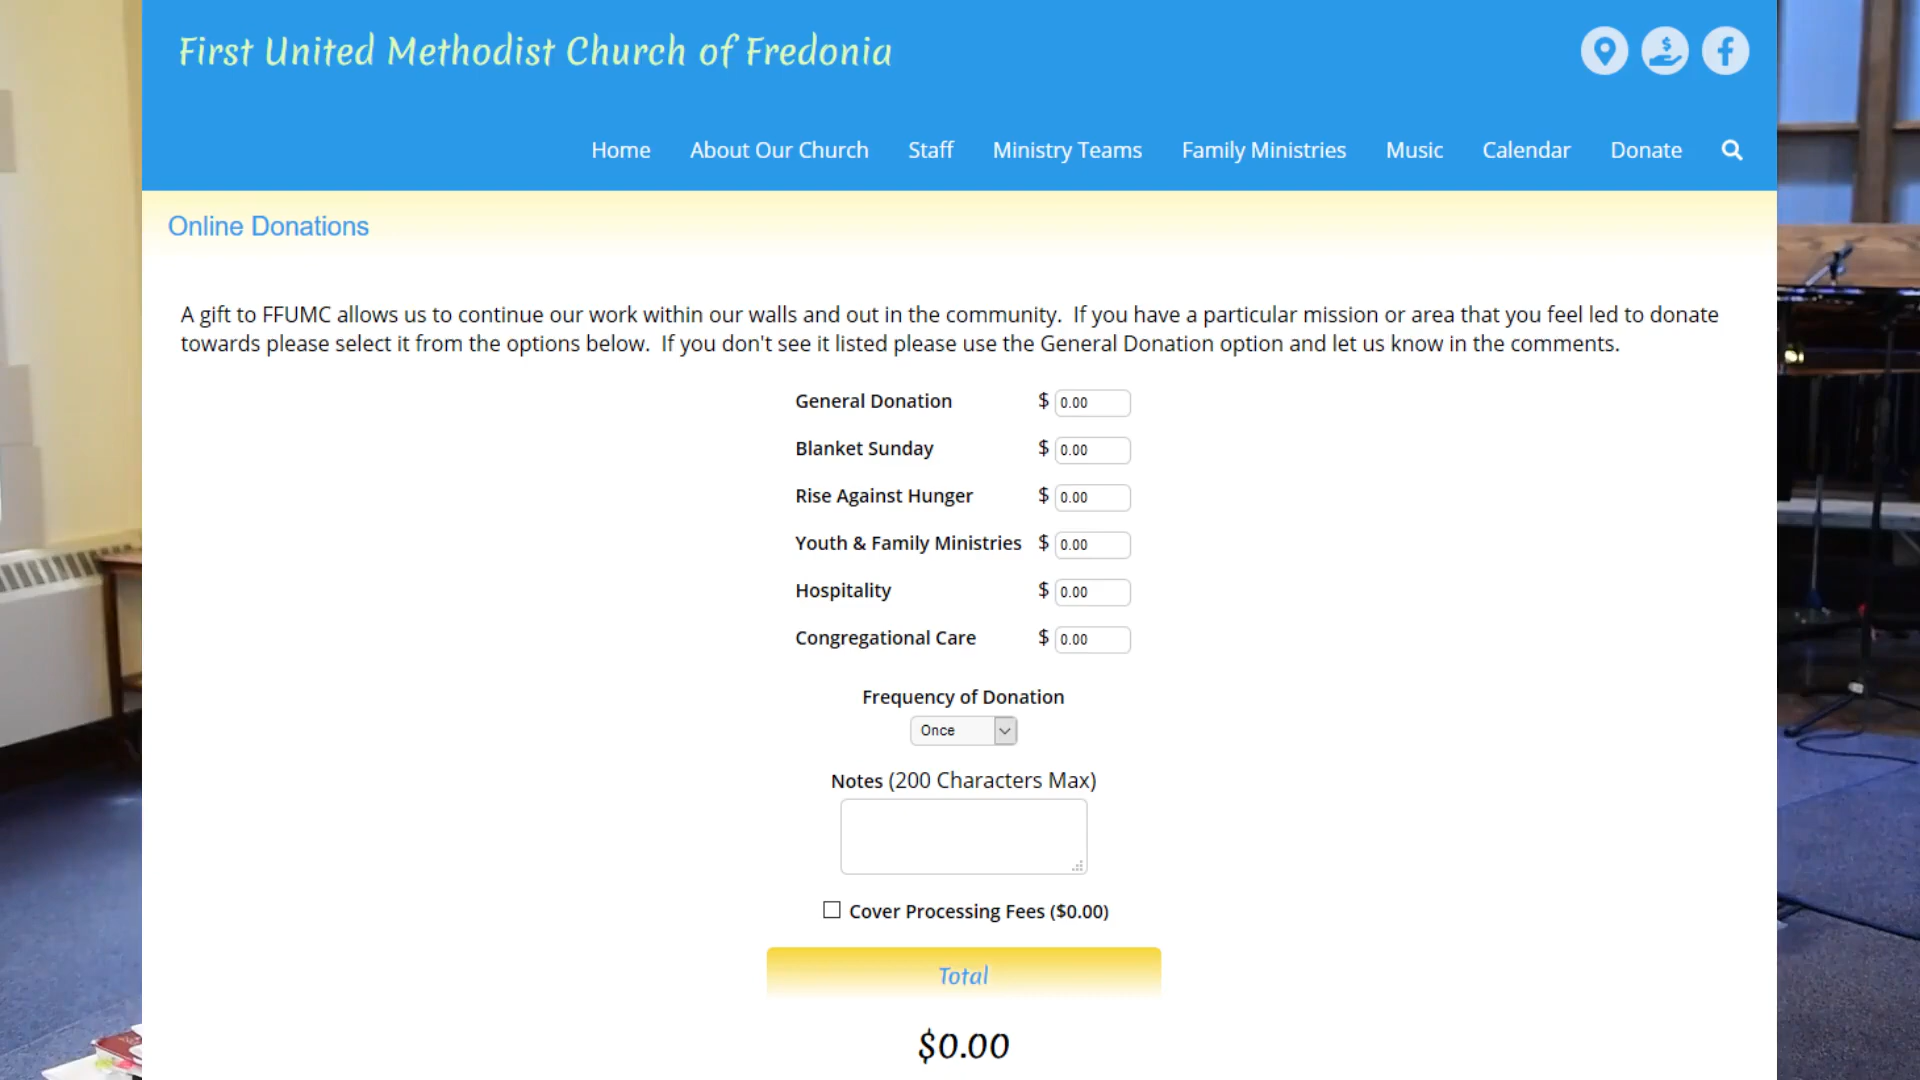 First United Methodist Church of Fredonia
Home About Our Church Staff Ministry Teams Family Ministries Music Calendar Donate
Online Donations
A gift to FFUMC allows us to continue our work within our walls and out in the community. If you have a particular mission or area that you feel led to donate
towards please select it from the options below. If you don't see it listed please use the General Donation option and let us know in the comments.
General Donation $ 0.00
Blanket Sunday $ 0.00
Rise Against Hunger $ 0.00
Youth & Family Ministries $ 0.00
Hospitality $ 0.00
Congregational Care $ 0.00
Frequency of Donation
Once
Notes (200 Characters Max)
Cover Processing Fees ($0.00)
Total
$0.00